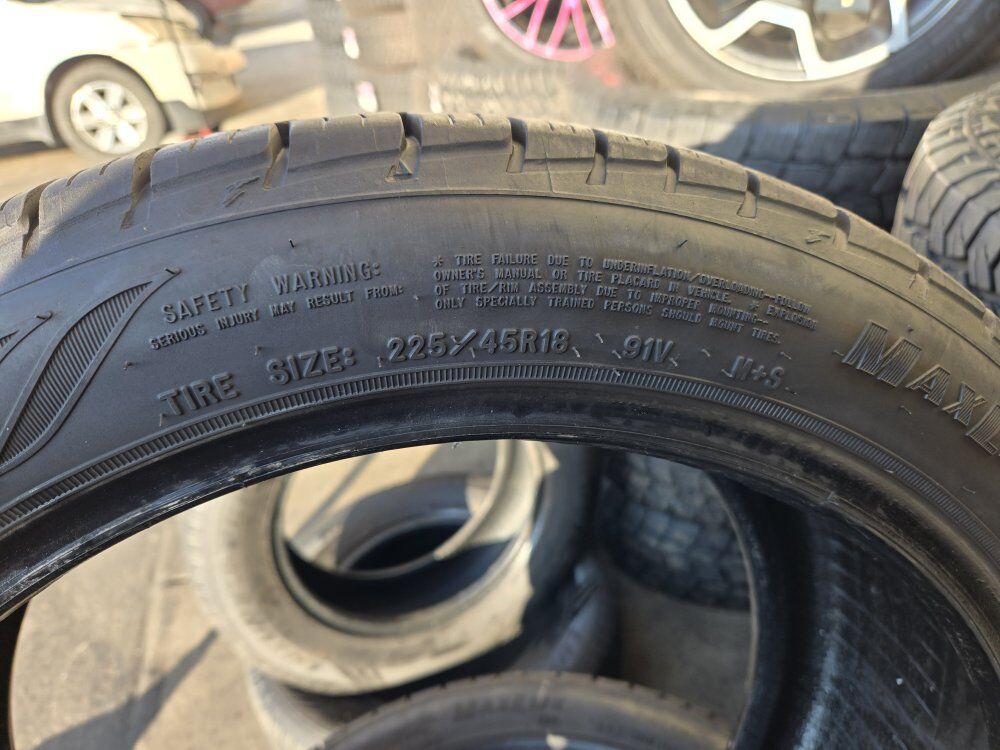 SAFETY WARNING:
SERIOUS INJURY MAY RESULT FROM:
* TIRE FAILURE DUE TO UNDERINFLATION/OVERLOADING--FOLLOW
OWNER'S MANUAL OR TIRE PLACARD IN VEHICLE. * EXPLOSION
OF TIRE/RIM ASSEMBLY DUE TO IMPROPER MOUNTING--
ONLY SPECIALLY TRAINED PERSONS SHOULD MOUNT TIRES.
TIRE SIZE: 225/45R18 91V M+S